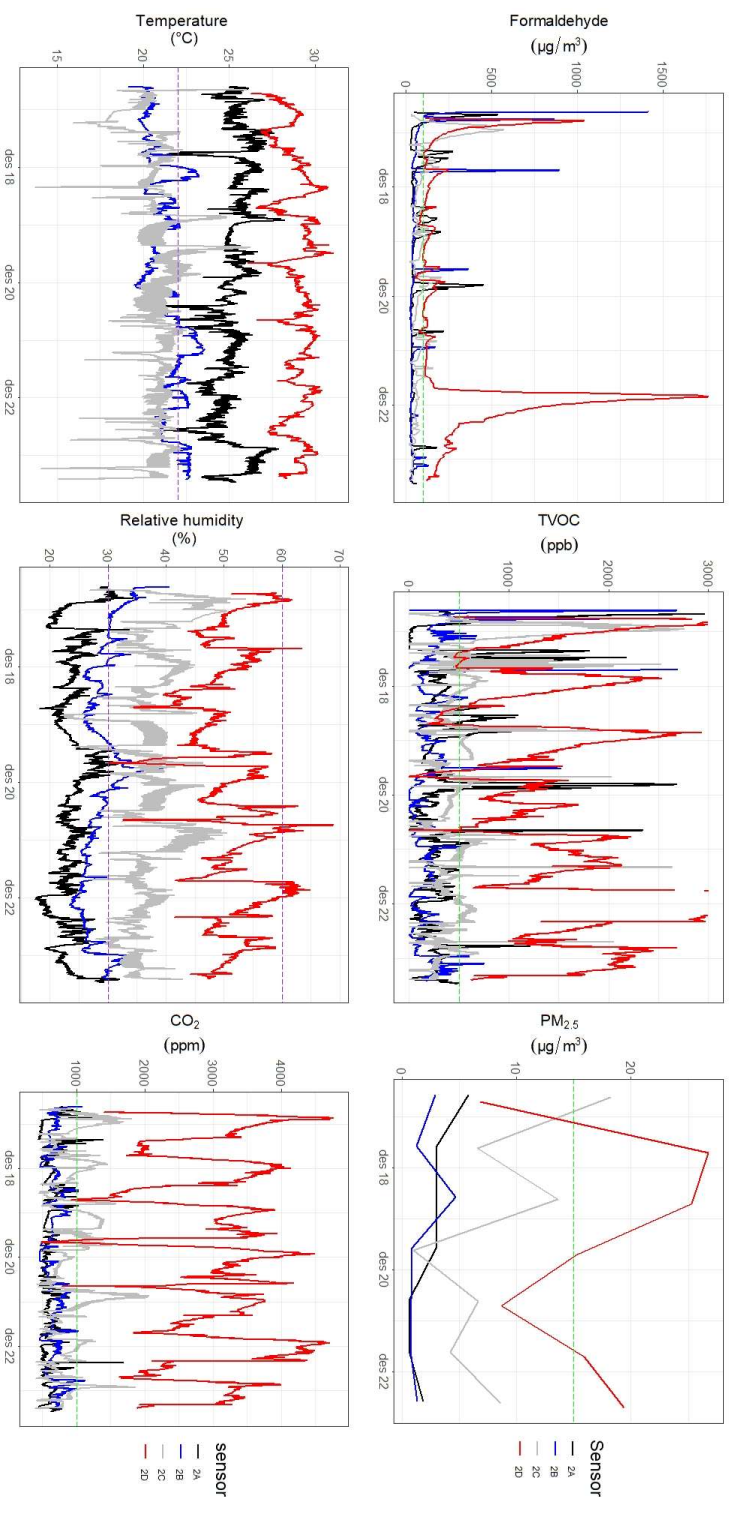 Formaldehyde
(µg/m³)
1500
1000
500
0
des 18
des 20
des 22
TVOC
(ppb)
3000
2000
1000
0
des 18
des 20
des 22
PM₂.₅
(µg/m³)
20
10
0
des 18
des 20
des 22
Sensor
2A
2B
2C
2D
Temperature
(°C)
30
25
20
15
des 18
des 20
des 22
Relative humidity
(%)
70
60
50
40
30
20
des 18
des 20
des 22
CO₂
(ppm)
4000
3000
2000
1000
des 18
des 20
des 22
sensor
2A
2B
2C
2D